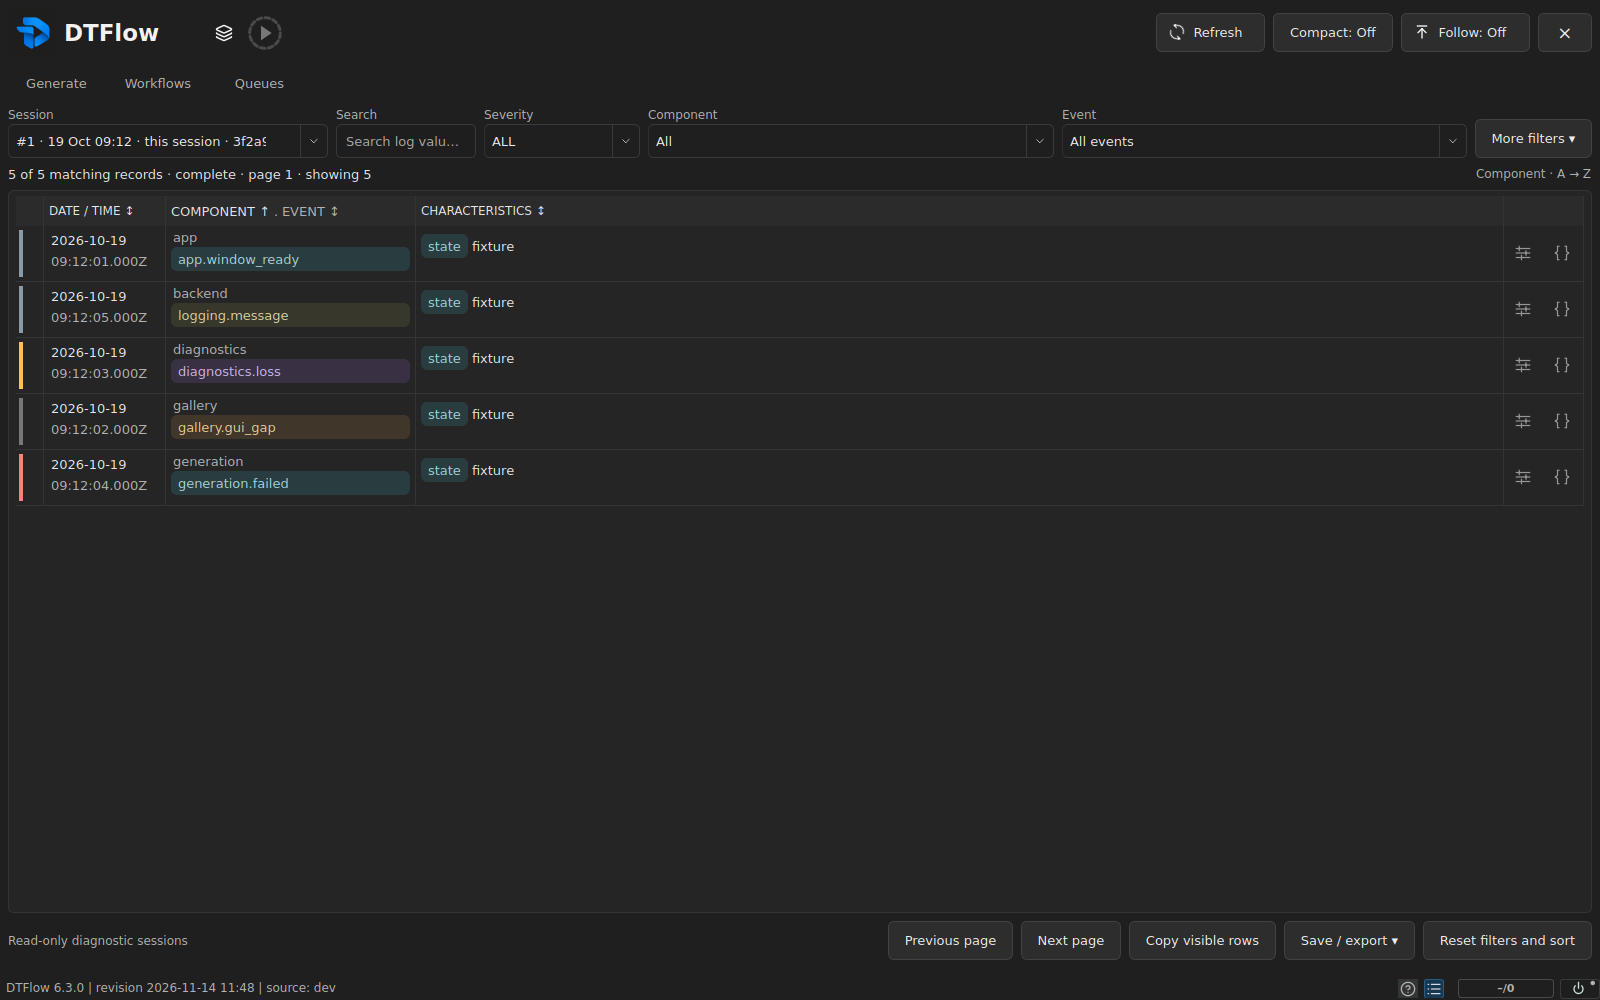 DTFlow
Refresh
Compact: Off
Follow: Off
Generate
Workflows
Queues
Session
Search
Severity
Component
Event
#1 · 19 Oct 09:12 · this session · 3f2a9
Search log valu...
ALL
All
All events
More filters ▾
5 of 5 matching records · complete · page 1 · showing 5
Component · A → Z
DATE / TIME ↕
COMPONENT ↑ . EVENT ↕
CHARACTERISTICS ↕
2026-10-19
09:12:01.000Z
app
app.window_ready
state fixture
{}
2026-10-19
09:12:05.000Z
backend
logging.message
state fixture
{}
2026-10-19
09:12:03.000Z
diagnostics
diagnostics.loss
state fixture
{}
2026-10-19
09:12:02.000Z
gallery
gallery.gui_gap
state fixture
{}
2026-10-19
09:12:04.000Z
generation
generation.failed
state fixture
{}
Read-only diagnostic sessions
Previous page
Next page
Copy visible rows
Save / export ▾
Reset filters and sort
DTFlow 6.3.0 | revision 2026-11-14 11:48 | source: dev
–/0